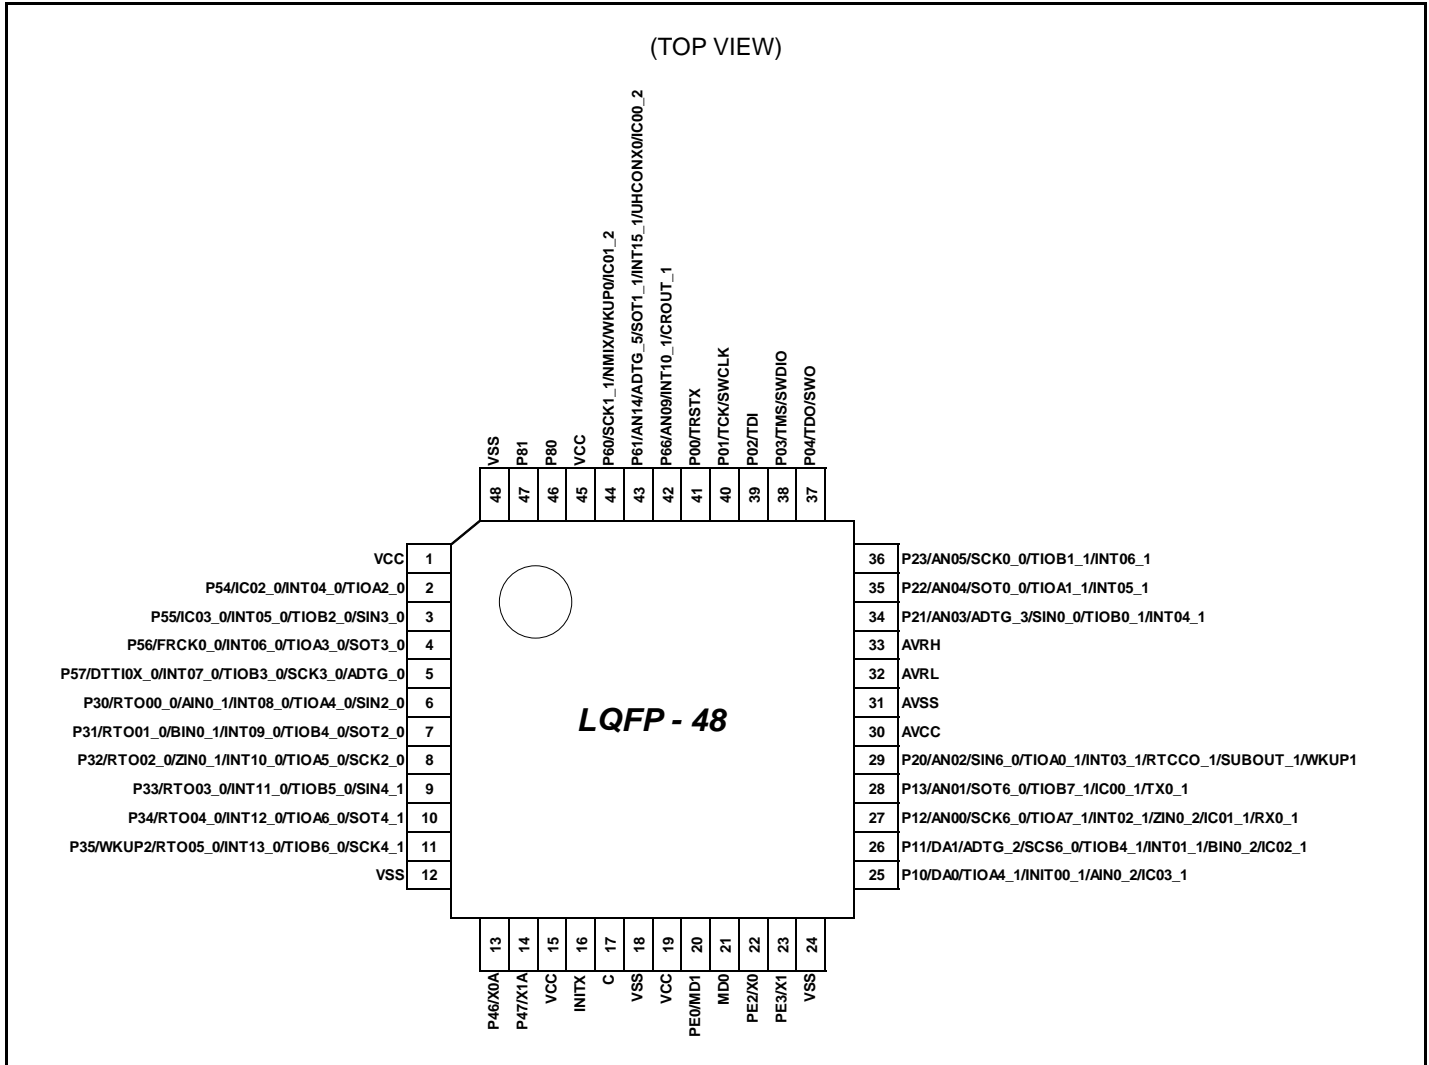 (TOP VIEW)
VSS
P81
P80
VCC
P60/SCK1_1/NMIX/WKUP0/IC01_2
P61/AN14/ADTG_5/SOT1_1/INT15_1/UHCONX0/IC00_2
P66/AN09/INT10_1/CROUT_1
P00/TRSTX
P01/TCK/SWCLK
P02/TDI
P03/TMS/SWDIO
P04/TDO/SWO
48
47
46
45
44
43
42
41
40
39
38
37
VCC 1
P54/IC02_0/INT04_0/TIOA2_0 2
P55/IC03_0/INT05_0/TIOB2_0/SIN3_0 3
P56/FRCK0_0/INT06_0/TIOA3_0/SOT3_0 4
P57/DTTI0X_0/INT07_0/TIOB3_0/SCK3_0/ADTG_0 5
P30/RTO00_0/AIN0_1/INT08_0/TIOA4_0/SIN2_0 6
P31/RTO01_0/BIN0_1/INT09_0/TIOB4_0/SOT2_0 7
P32/RTO02_0/ZIN0_1/INT10_0/TIOA5_0/SCK2_0 8
P33/RTO03_0/INT11_0/TIOB5_0/SIN4_1 9
P34/RTO04_0/INT12_0/TIOA6_0/SOT4_1 10
P35/WKUP2/RTO05_0/INT13_0/TIOB6_0/SCK4_1 11
VSS 12
LQFP - 48
36 P23/AN05/SCK0_0/TIOB1_1/INT06_1
35 P22/AN04/SOT0_0/TIOA1_1/INT05_1
34 P21/AN03/ADTG_3/SIN0_0/TIOB0_1/INT04_1
33 AVRH
32 AVRL
31 AVSS
30 AVCC
29 P20/AN02/SIN6_0/TIOA0_1/INT03_1/RTCCO_1/SUBOUT_1/WKUP1
28 P13/AN01/SOT6_0/TIOB7_1/IC00_1/TX0_1
27 P12/AN00/SCK6_0/TIOA7_1/INT02_1/ZIN0_2/IC01_1/RX0_1
26 P11/DA1/ADTG_2/SCS6_0/TIOB4_1/INT01_1/BIN0_2/IC02_1
25 P10/DA0/TIOA4_1/INIT00_1/AIN0_2/IC03_1
13
14
15
16
17
18
19
20
21
22
23
24
P46/X0A
P47/X1A
VCC
INITX
C
VSS
VCC
PE0/MD1
MD0
PE2/X0
PE3/X1
VSS